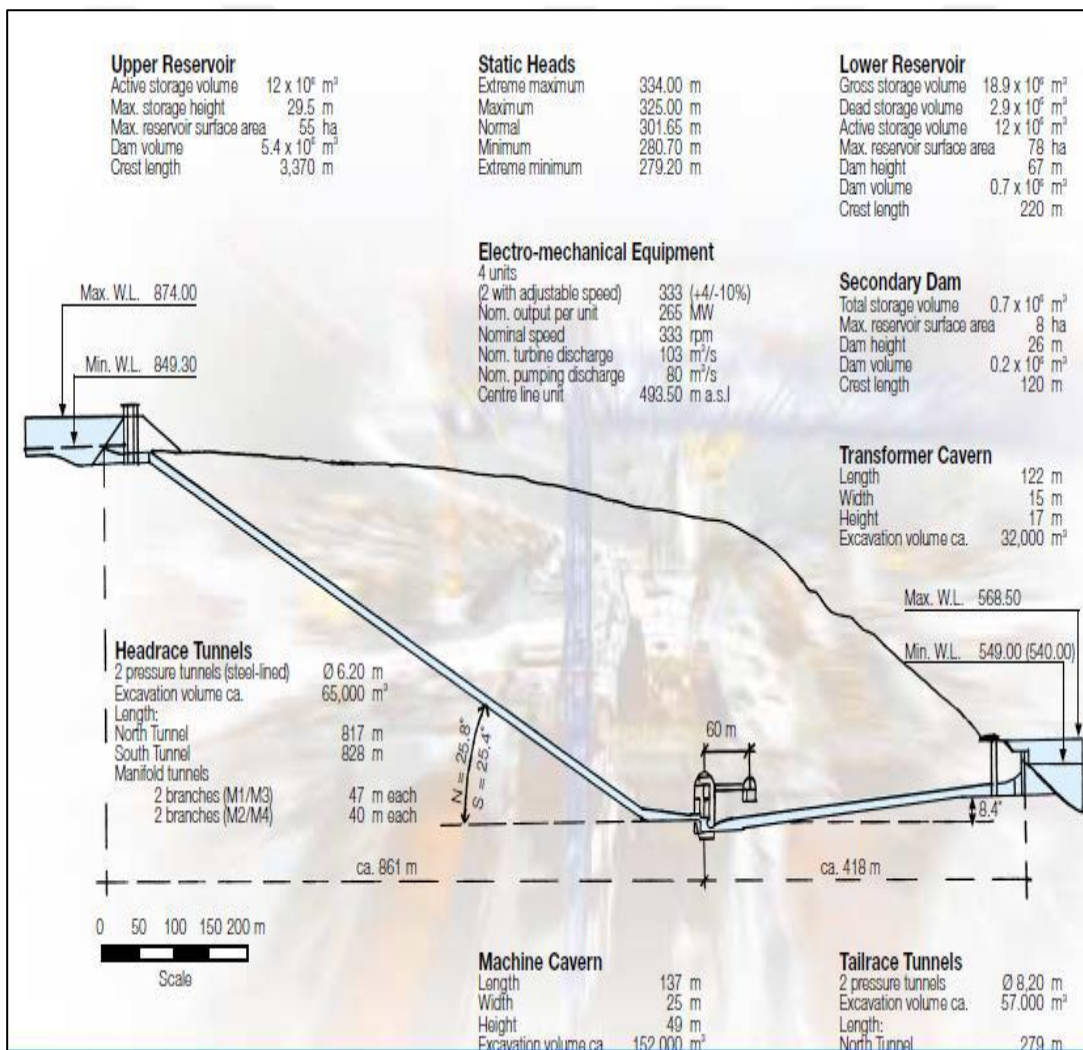 Upper Reservoir
Active storage volume 12 x 10⁶ m³
Max. storage height 29.5 m
Max. reservoir surface area 55 ha
Dam volume 5.4 x 10⁶ m³
Crest length 3,370 m
Static Heads
Extreme maximum 334.00 m
Maximum 325.00 m
Normal 301.65 m
Minimum 280.70 m
Extreme minimum 279.20 m
Lower Reservoir
Gross storage volume 18.9 x 10⁶ m³
Dead storage volume 2.9 x 10⁶ m³
Active storage volume 12 x 10⁶ m³
Max. reservoir surface area 78 ha
Dam height 67 m
Dam volume 0.7 x 10⁶ m³
Crest length 220 m
Electro-mechanical Equipment
4 units
(2 with adjustable speed) 333 (+4/-10%)
Nom. output per unit 265 MW
Nominal speed 333 rpm
Nom. turbine discharge 103 m³/s
Nom. pumping discharge 80 m³/s
Centre line unit 493.50 m a.s.l
Secondary Dam
Total storage volume 0.7 x 10⁶ m³
Max. reservoir surface area 8 ha
Dam height 26 m
Dam volume 0.2 x 10⁶ m³
Crest length 120 m
Max. W.L. 874.00
Min. W.L. 849.30
Transformer Cavern
Length 122 m
Width 15 m
Height 17 m
Excavation volume ca. 32,000 m³
Max. W.L. 568.50
Min. W.L. 549.00 (540.00)
Headrace Tunnels
2 pressure tunnels (steel-lined) Ø 6.20 m
Excavation volume ca. 65,000 m³
Length:
North Tunnel 817 m
South Tunnel 828 m
Manifold tunnels
2 branches (M1/M3) 47 m each
2 branches (M2/M4) 40 m each
N = 25,8°
S = 25,4°
60 m
8.4°
ca. 861 m
ca. 418 m
0 50 100 150 200 m
Scale
Machine Cavern
Length 137 m
Width 25 m
Height 49 m
Excavation volume ca. 152,000 m³
Tailrace Tunnels
2 pressure tunnels Ø 8,20 m
Excavation volume ca. 57.000 m³
Length:
North Tunnel 279 m